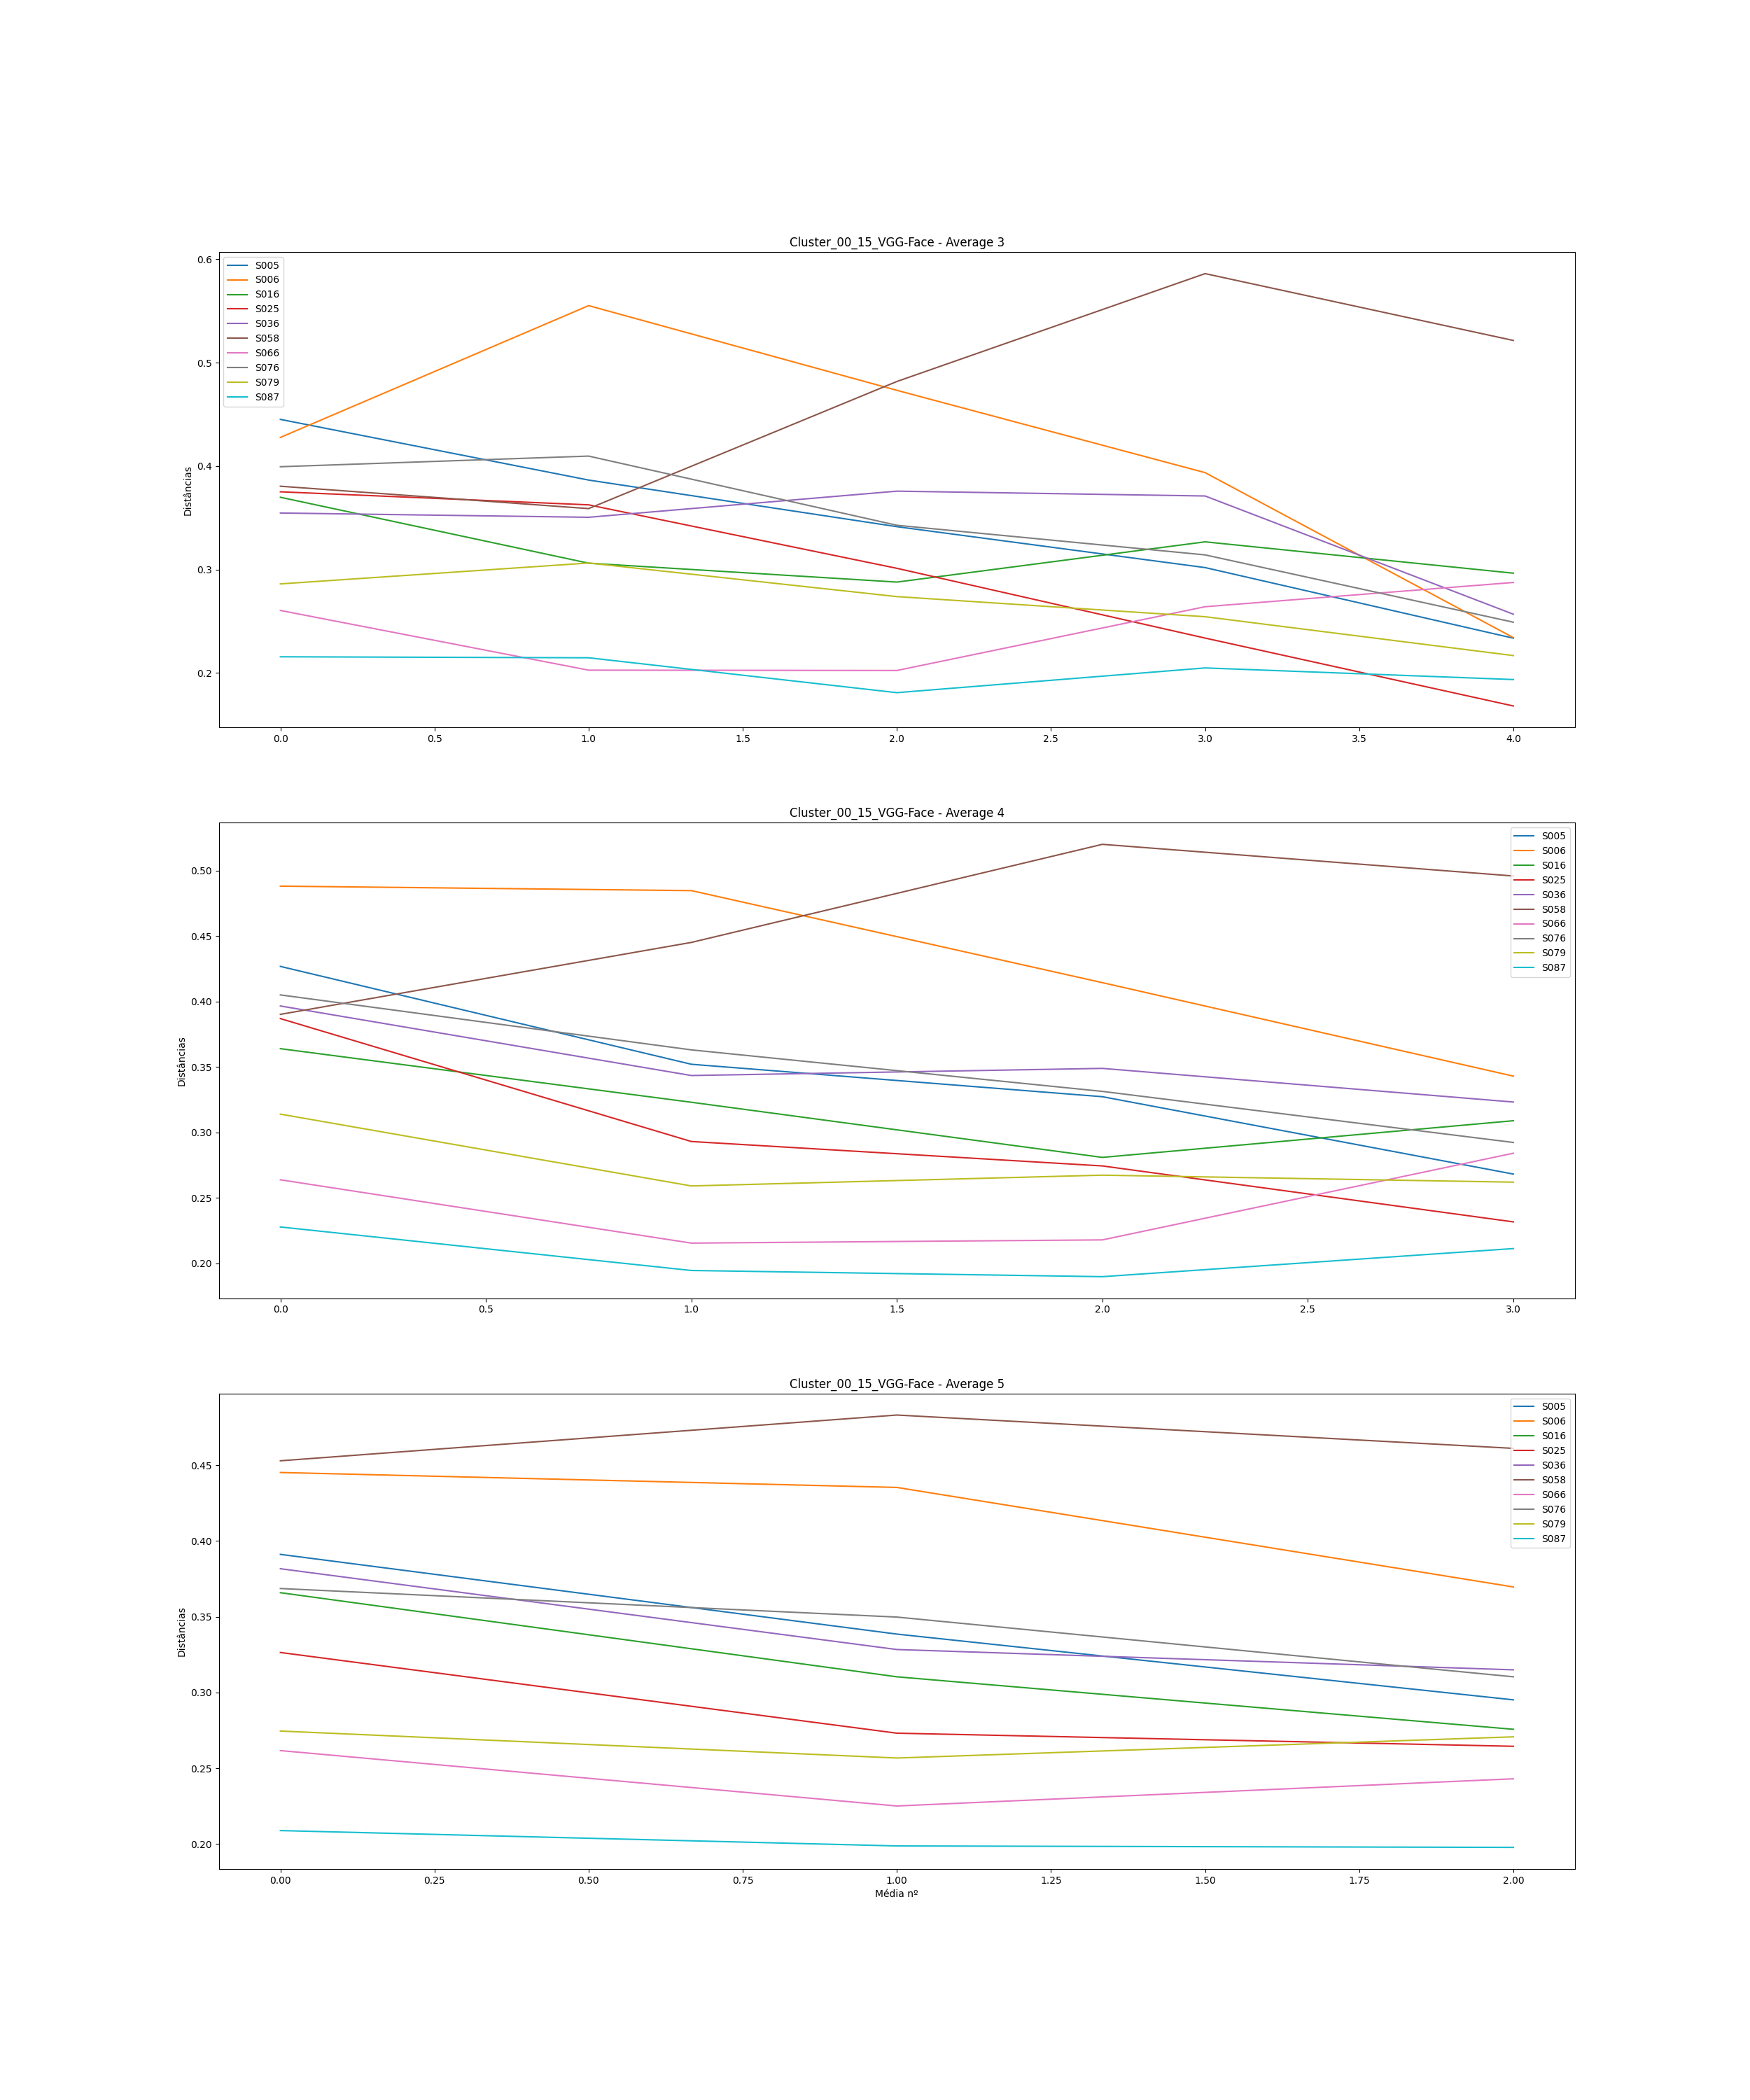 Cluster_00_15_VGG-Face - Average 3
0.6
0.5
0.4
0.3
0.2
Distâncias
S005
S006
S016
S025
S036
S058
S066
S076
S079
S087
0.0 0.5 1.0 1.5 2.0 2.5 3.0 3.5 4.0
Cluster_00_15_VGG-Face - Average 4
0.50
0.45
0.40
0.35
0.30
0.25
0.20
Distâncias
S005
S006
S016
S025
S036
S058
S066
S076
S079
S087
0.0 0.5 1.0 1.5 2.0 2.5 3.0
Cluster_00_15_VGG-Face - Average 5
0.45
0.40
0.35
0.30
0.25
0.20
Distâncias
S005
S006
S016
S025
S036
S058
S066
S076
S079
S087
0.00 0.25 0.50 0.75 1.00 1.25 1.50 1.75 2.00
Média nº